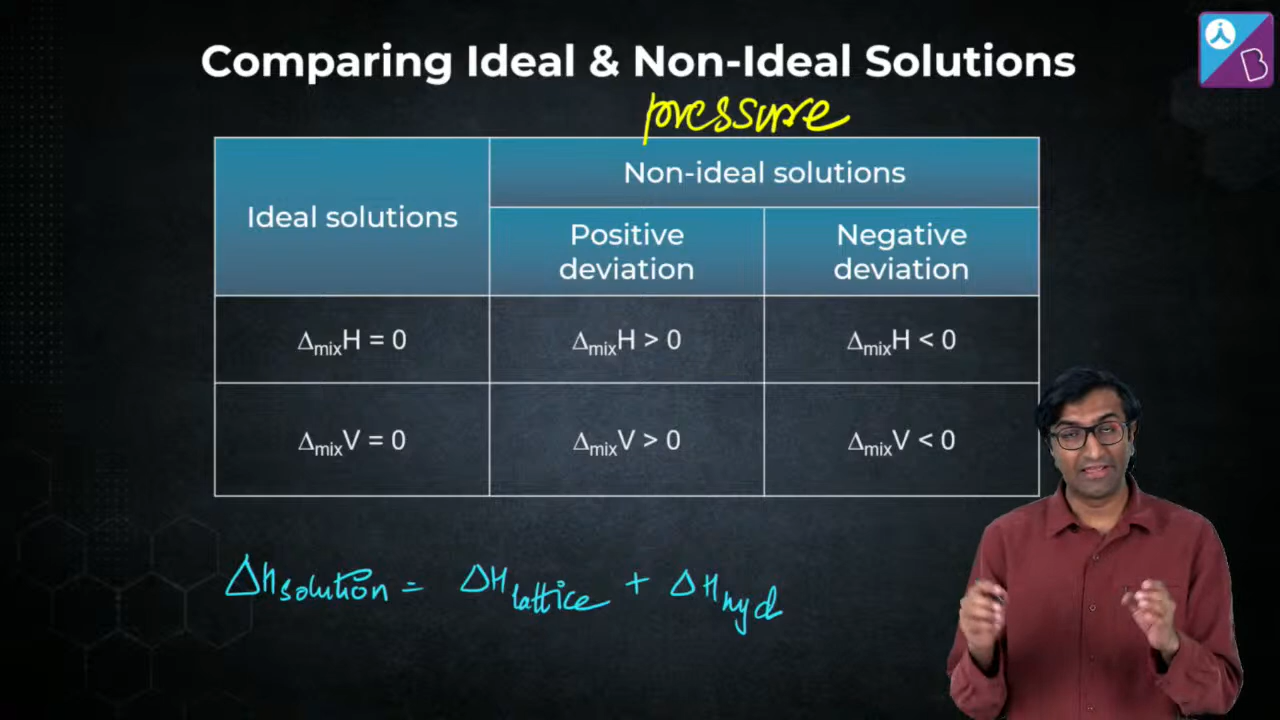 Comparing Ideal & Non-Ideal Solutions
pressure
Ideal solutions
Non-ideal solutions
Positive
deviation
Negative
deviation
ΔmixH = 0
ΔmixH > 0
ΔmixH < 0
ΔmixV = 0
ΔmixV > 0
ΔmixV < 0
ΔHsolution = ΔHlattice + ΔHhyd
B